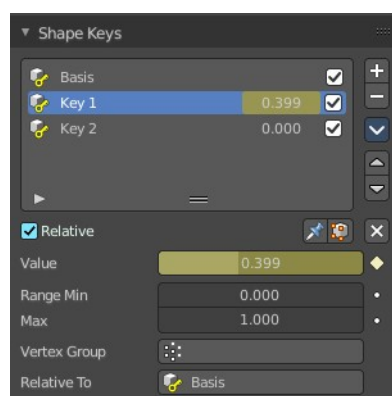 Shape Keys
Basis
Key 1 0.399
Key 2 0.000
Relative
Value 0.399
Range Min 0.000
Max 1.000
Vertex Group
Relative To Basis